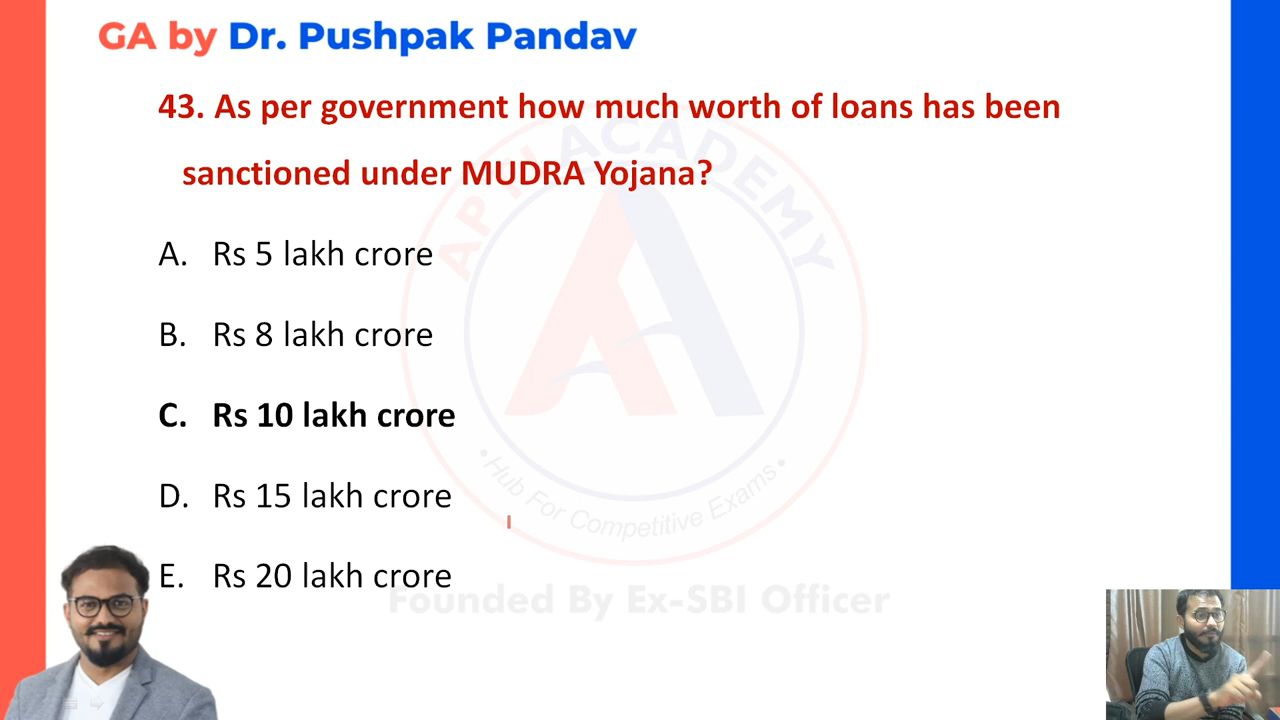 GA by Dr. Pushpak Pandav
43. As per government how much worth of loans has been
sanctioned under MUDRA Yojana?
A. Rs 5 lakh crore
B. Rs 8 lakh crore
C. Rs 10 lakh crore
D. Rs 15 lakh crore
E. Rs 20 lakh crore
APTI ACADEMY
•Hub For Competitive Exams•
Founded By Ex-SBI Officer